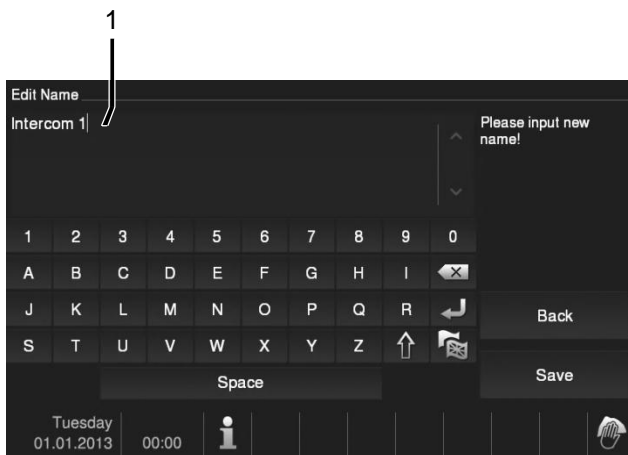 1
Edit Name
Intercom 1
Please input new
name!
1 2 3 4 5 6 7 8 9 0
A B C D E F G H I
J K L M N O P Q R
Back
S T U V W X Y Z
Save
Space
Tuesday
01.01.2013 00:00